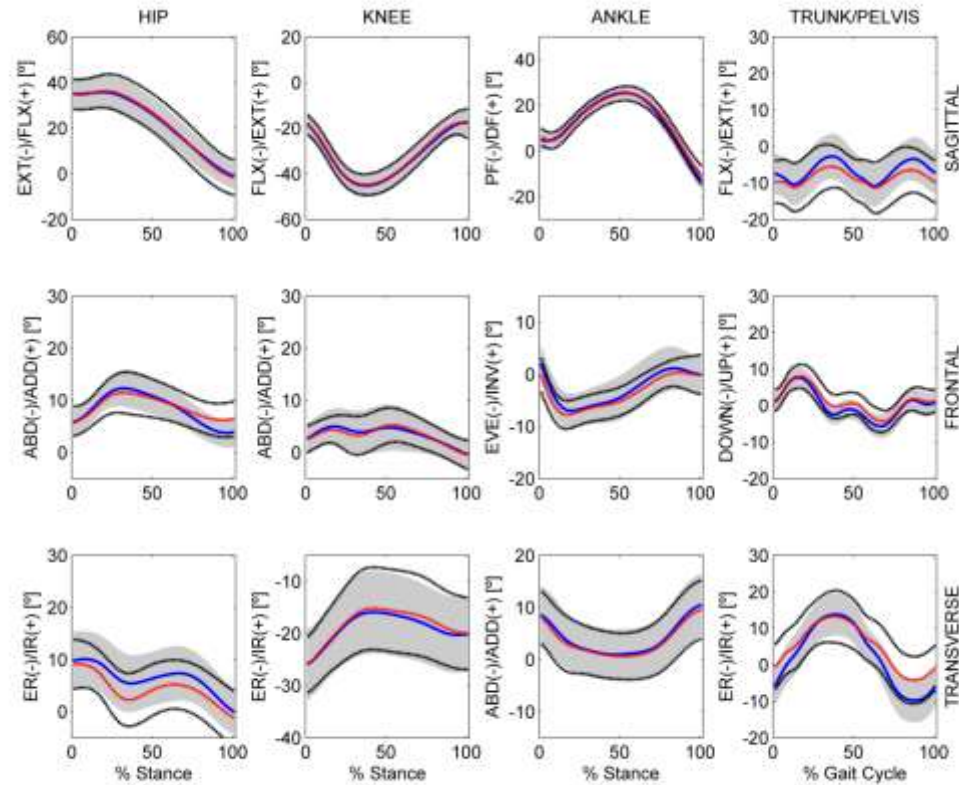 HIP KNEE ANKLE TRUNK/PELVIS
EXT(-)/FLX(+) [º]
60
40
20
0
-20
0 50 100
FLX(-)/EXT(+) [º]
20
0
-20
-40
-60
0 50 100
PF(-)/DF(+) [º]
40
20
0
-20
0 50 100
FLX(-)/EXT(+) [º]
30
20
10
0
-10
-20
0 50 100
SAGITTAL
ABD(-)/ADD(+) [º]
30
20
10
0
0 50 100
ABD(-)/ADD(+) [º]
30
20
10
0
0 50 100
EVE(-)/INV(+) [º]
10
0
-10
-20
0 50 100
DOWN(-)/UP(+) [º]
30
20
10
0
-10
-20
0 50 100
FRONTAL
ER(-)/IR(+) [º]
30
20
10
0
0 50 100
% Stance
ER(-)/IR(+) [º]
-10
-20
-30
-40
0 50 100
% Stance
ABD(-)/ADD(+) [º]
20
10
0
-10
0 50 100
% Stance
ER(-)/IR(+) [º]
30
20
10
0
-10
-20
0 50 100
% Gait Cycle
TRANSVERSE